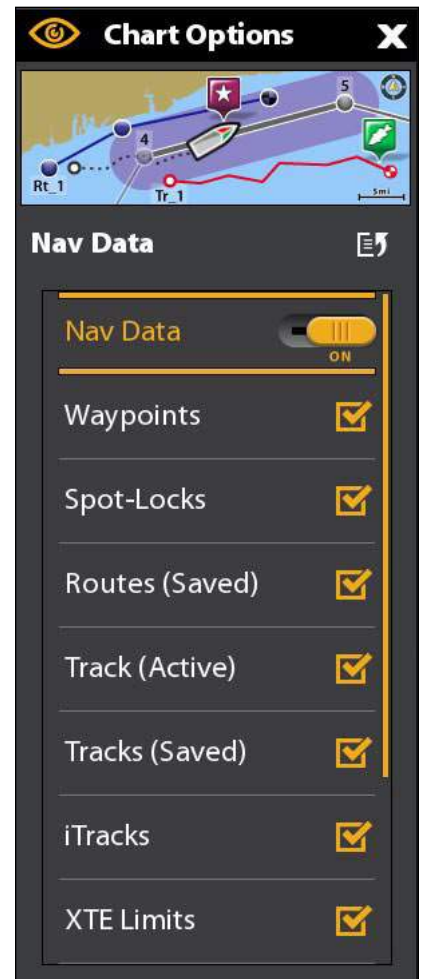 Chart Options X
5
4
Rt_1
Tr_1
5mi
Nav Data
Nav Data
ON
Waypoints
Spot-Locks
Routes (Saved)
Track (Active)
Tracks (Saved)
iTracks
XTE Limits